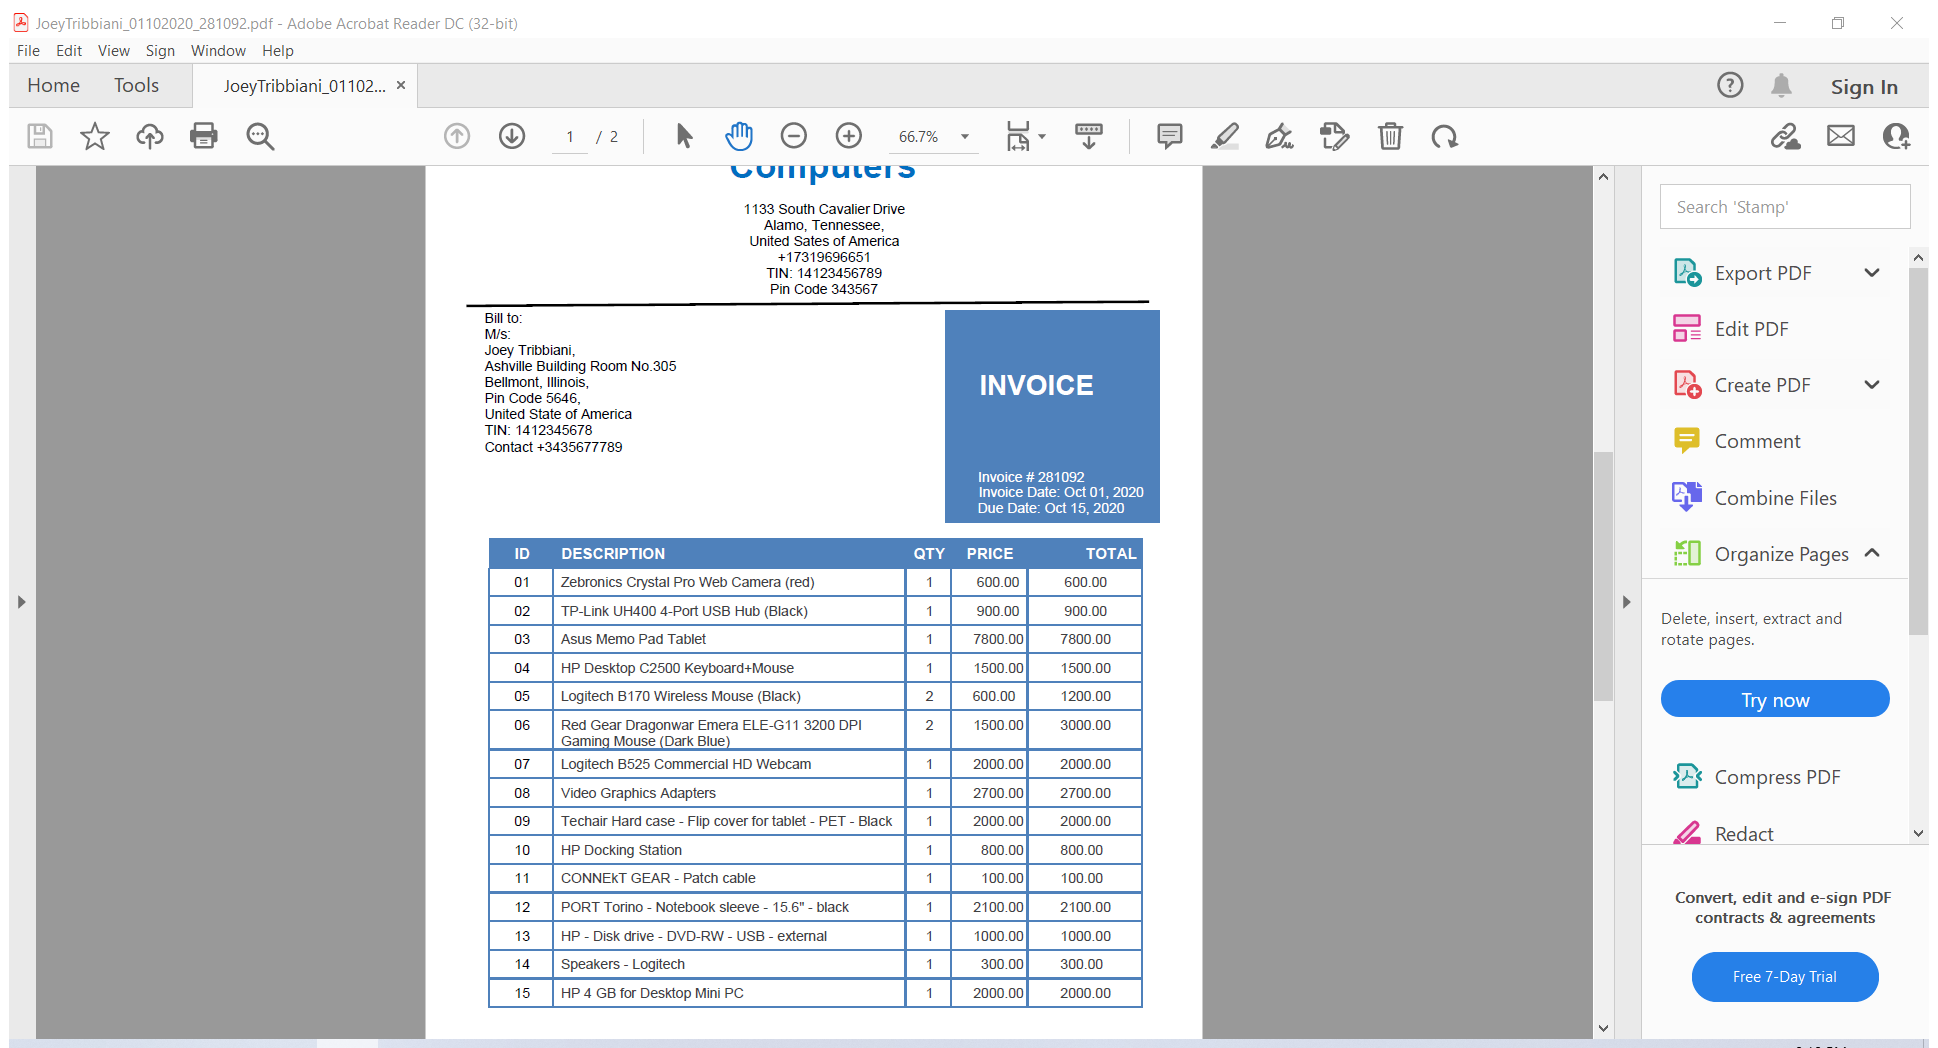 JoeyTribbiani_01102020_281092.pdf - Adobe Acrobat Reader DC (32-bit)
File Edit View Sign Window Help
Home Tools JoeyTribbiani_01102... × Sign In
1 / 2 66.7%
Computers
1133 South Cavalier Drive
Alamo, Tennessee,
United Sates of America
+17319696651
TIN: 14123456789
Pin Code 343567
Bill to:
M/s:
Joey Tribbiani,
Ashville Building Room No.305
Bellmont, Illinois,
Pin Code 5646,
United State of America
TIN: 1412345678
Contact +3435677789
INVOICE
Invoice # 281092
Invoice Date: Oct 01, 2020
Due Date: Oct 15, 2020
ID DESCRIPTION QTY PRICE TOTAL
01 Zebronics Crystal Pro Web Camera (red) 1 600.00 600.00
02 TP-Link UH400 4-Port USB Hub (Black) 1 900.00 900.00
03 Asus Memo Pad Tablet 1 7800.00 7800.00
04 HP Desktop C2500 Keyboard+Mouse 1 1500.00 1500.00
05 Logitech B170 Wireless Mouse (Black) 2 600.00 1200.00
06 Red Gear Dragonwar Emera ELE-G11 3200 DPI 2 1500.00 3000.00
Gaming Mouse (Dark Blue)
07 Logitech B525 Commercial HD Webcam 1 2000.00 2000.00
08 Video Graphics Adapters 1 2700.00 2700.00
09 Techair Hard case - Flip cover for tablet - PET - Black 1 2000.00 2000.00
10 HP Docking Station 1 800.00 800.00
11 CONNEkT GEAR - Patch cable 1 100.00 100.00
12 PORT Torino - Notebook sleeve - 15.6" - black 1 2100.00 2100.00
13 HP - Disk drive - DVD-RW - USB - external 1 1000.00 1000.00
14 Speakers - Logitech 1 300.00 300.00
15 HP 4 GB for Desktop Mini PC 1 2000.00 2000.00
Search 'Stamp'
Export PDF
Edit PDF
Create PDF
Comment
Combine Files
Organize Pages
Delete, insert, extract and
rotate pages.
Try now
Compress PDF
Redact
Convert, edit and e-sign PDF
contracts & agreements
Free 7-Day Trial